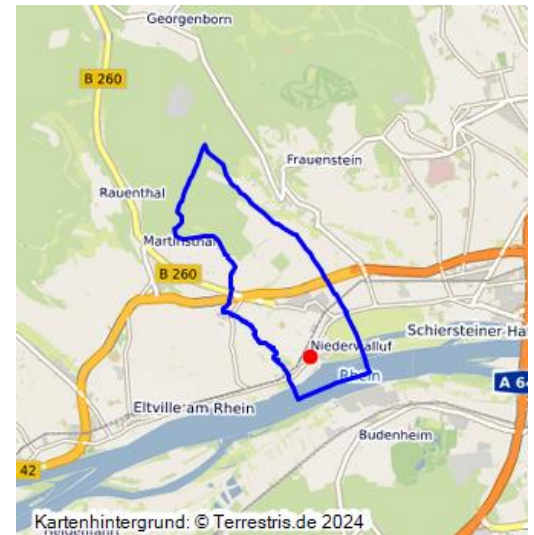 Georgenborn
B 260
Frauenstein
Rauenthal
Martinsthal
B 260
Schiersteiner Ha
Niederwalluf
Rhein
A 6
Eltville am Rhein
Budenheim
42
Kartenhintergrund: © Terrestris.de 2024